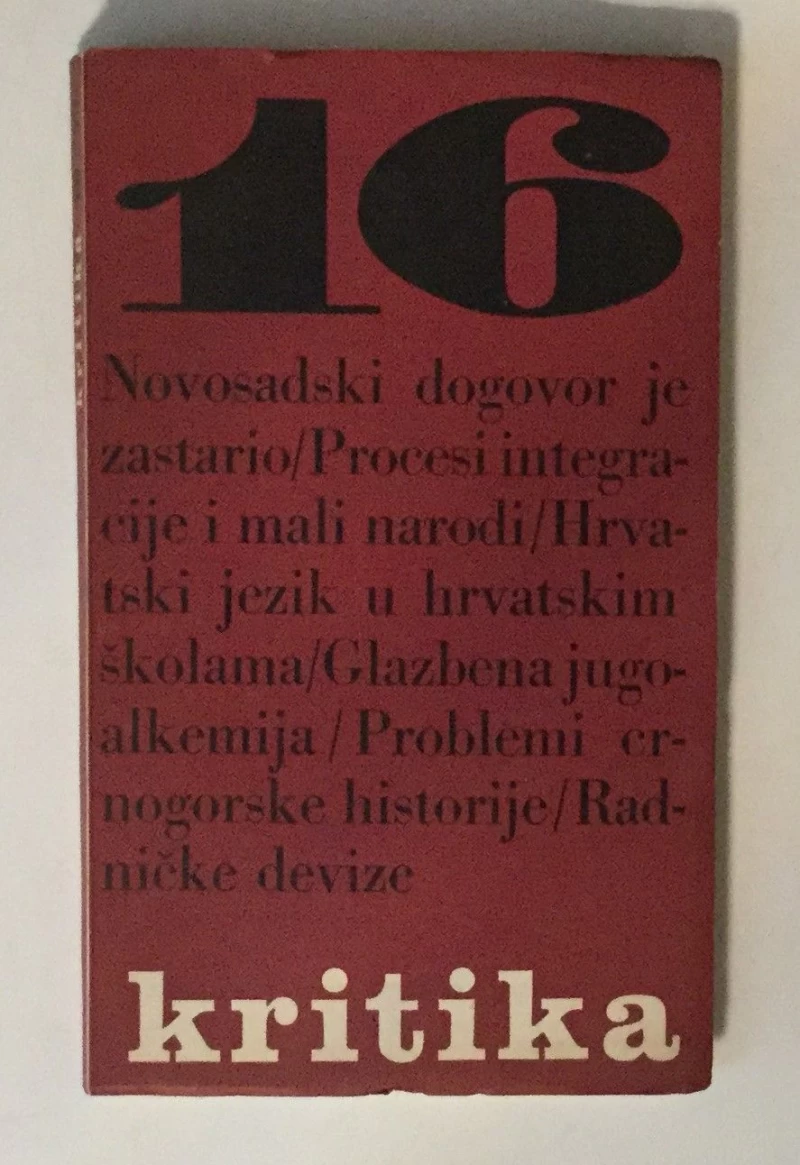 16
Novosadski dogovor je
zastario/Procesi integra-
cije i mali narodi/Hrva-
tski jezik u hrvatskim
školama/Glazbena jugo-
alkemija / Problemi cr-
nogorske historije/Rad-
ničke devize
kritika
kritika